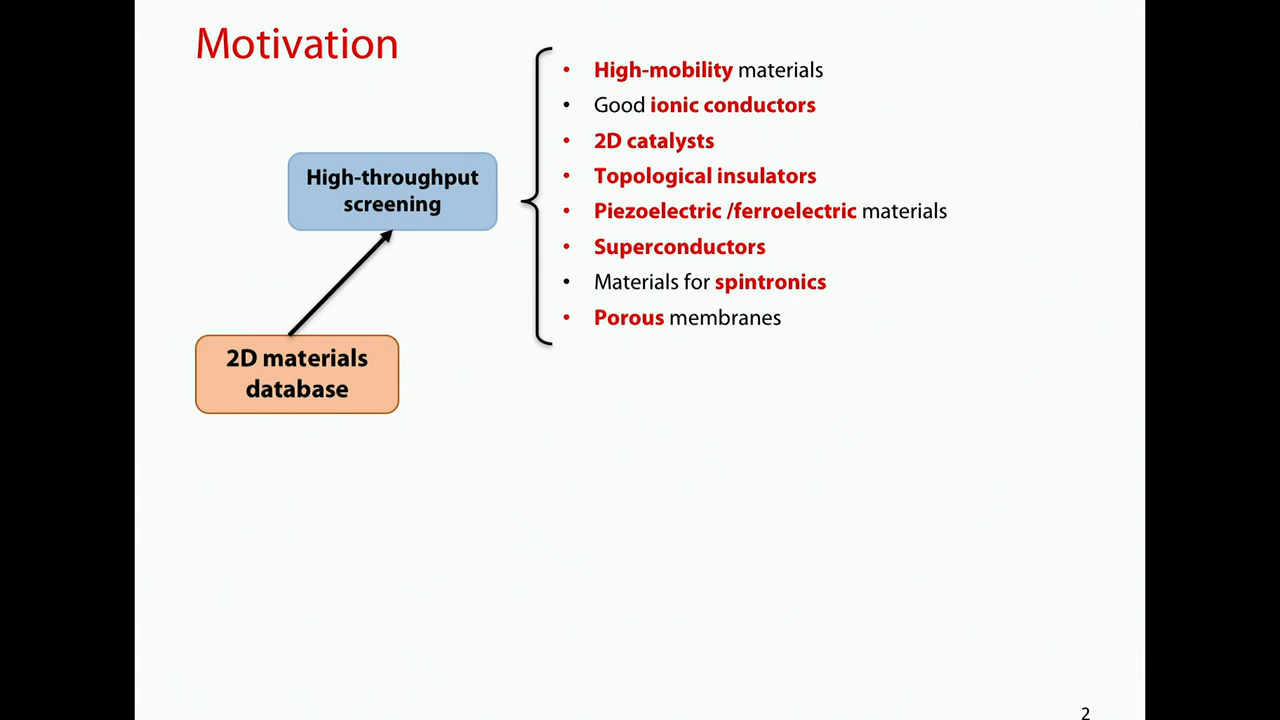 Motivation
• High-mobility materials
• Good ionic conductors
• 2D catalysts
• Topological insulators
• Piezoelectric /ferroelectric materials
• Superconductors
• Materials for spintronics
• Porous membranes
High-throughput
screening
2D materials
database
2